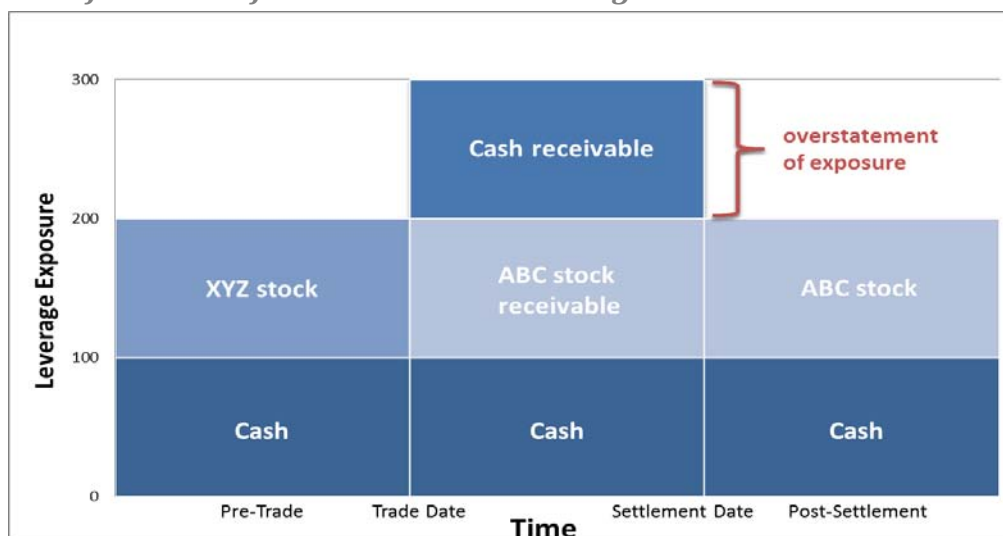 300
Cash receivable
overstatement
of exposure
Leverage Exposure
200
XYZ stock
ABC stock
receivable
ABC stock
100
Cash
Cash
Cash
0
Pre-Trade
Trade Date
Settlement Date
Post-Settlement
Time